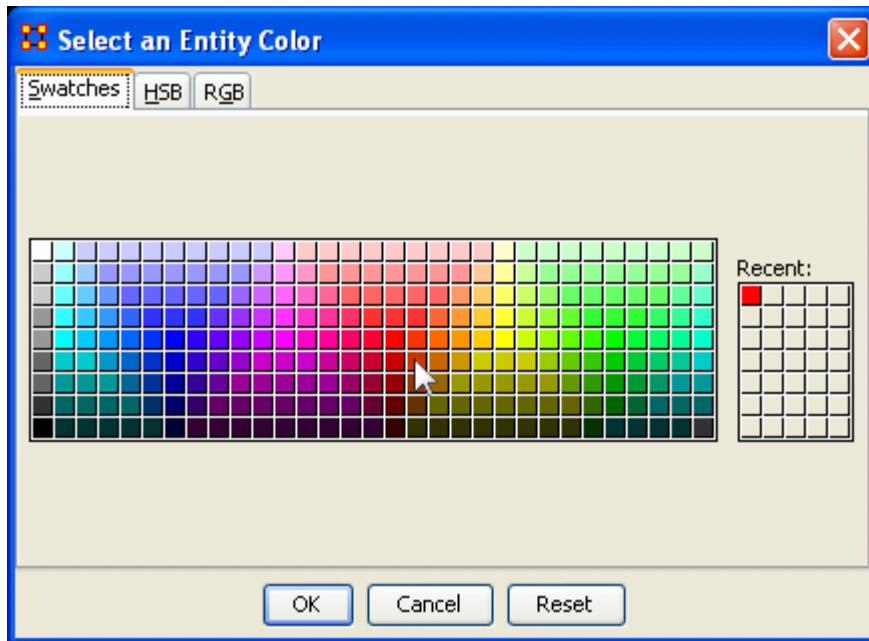 Select an Entity Color
Swatches HSB RGB
Recent:
OK Cancel Reset